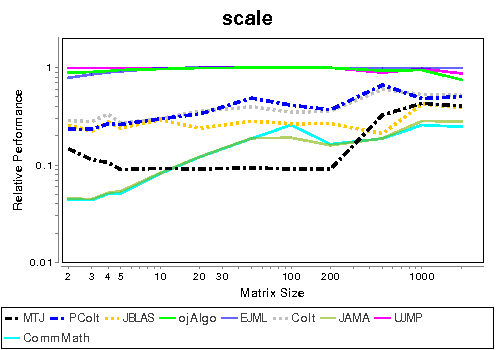 scale
Relative Performance
1
0.1
0.01
2 3 4 5 10 20 30 100 200 1000
Matrix Size
MTJ PColt JBLAS ojAlgo EJML Colt JAMA UJMP
CommMath